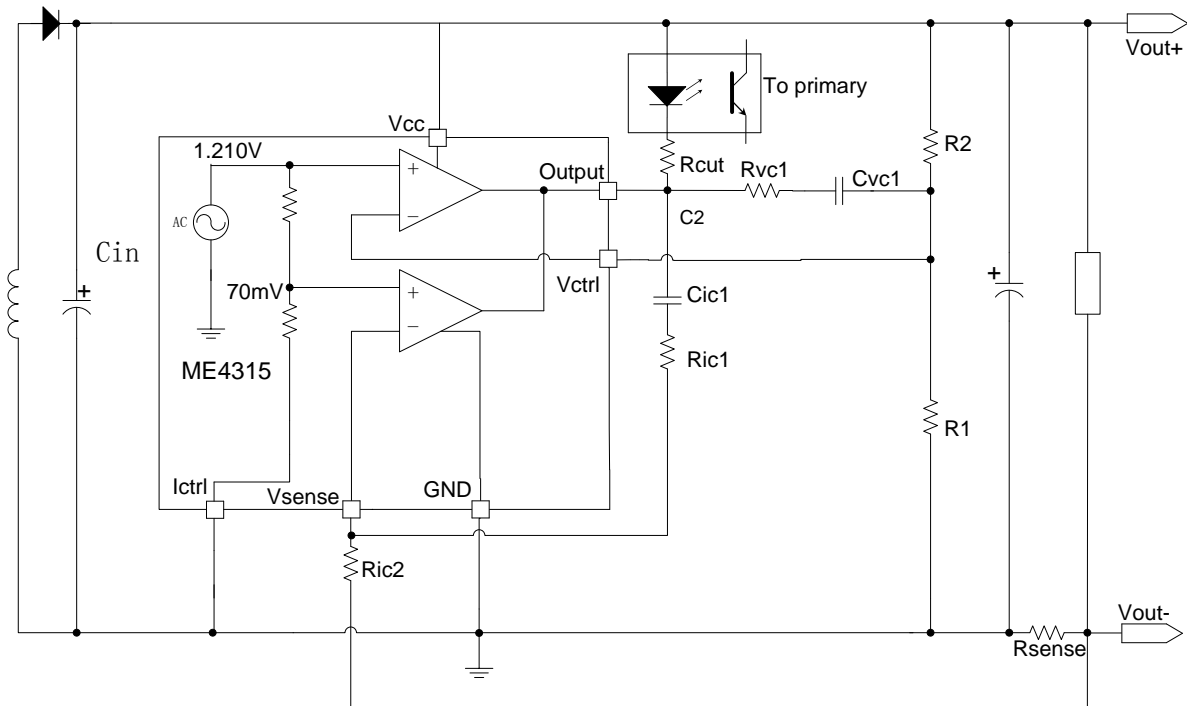 Vout+
To primary
Vcc
1.210V
R2
Output
Rcut
Rvc1
Cvc1
AC
C2
Cin
Vctrl
70mV
+
Cic1
ME4315
Ric1
R1
Ictrl
Vsense
GND
Ric2
Vout-
Rsense